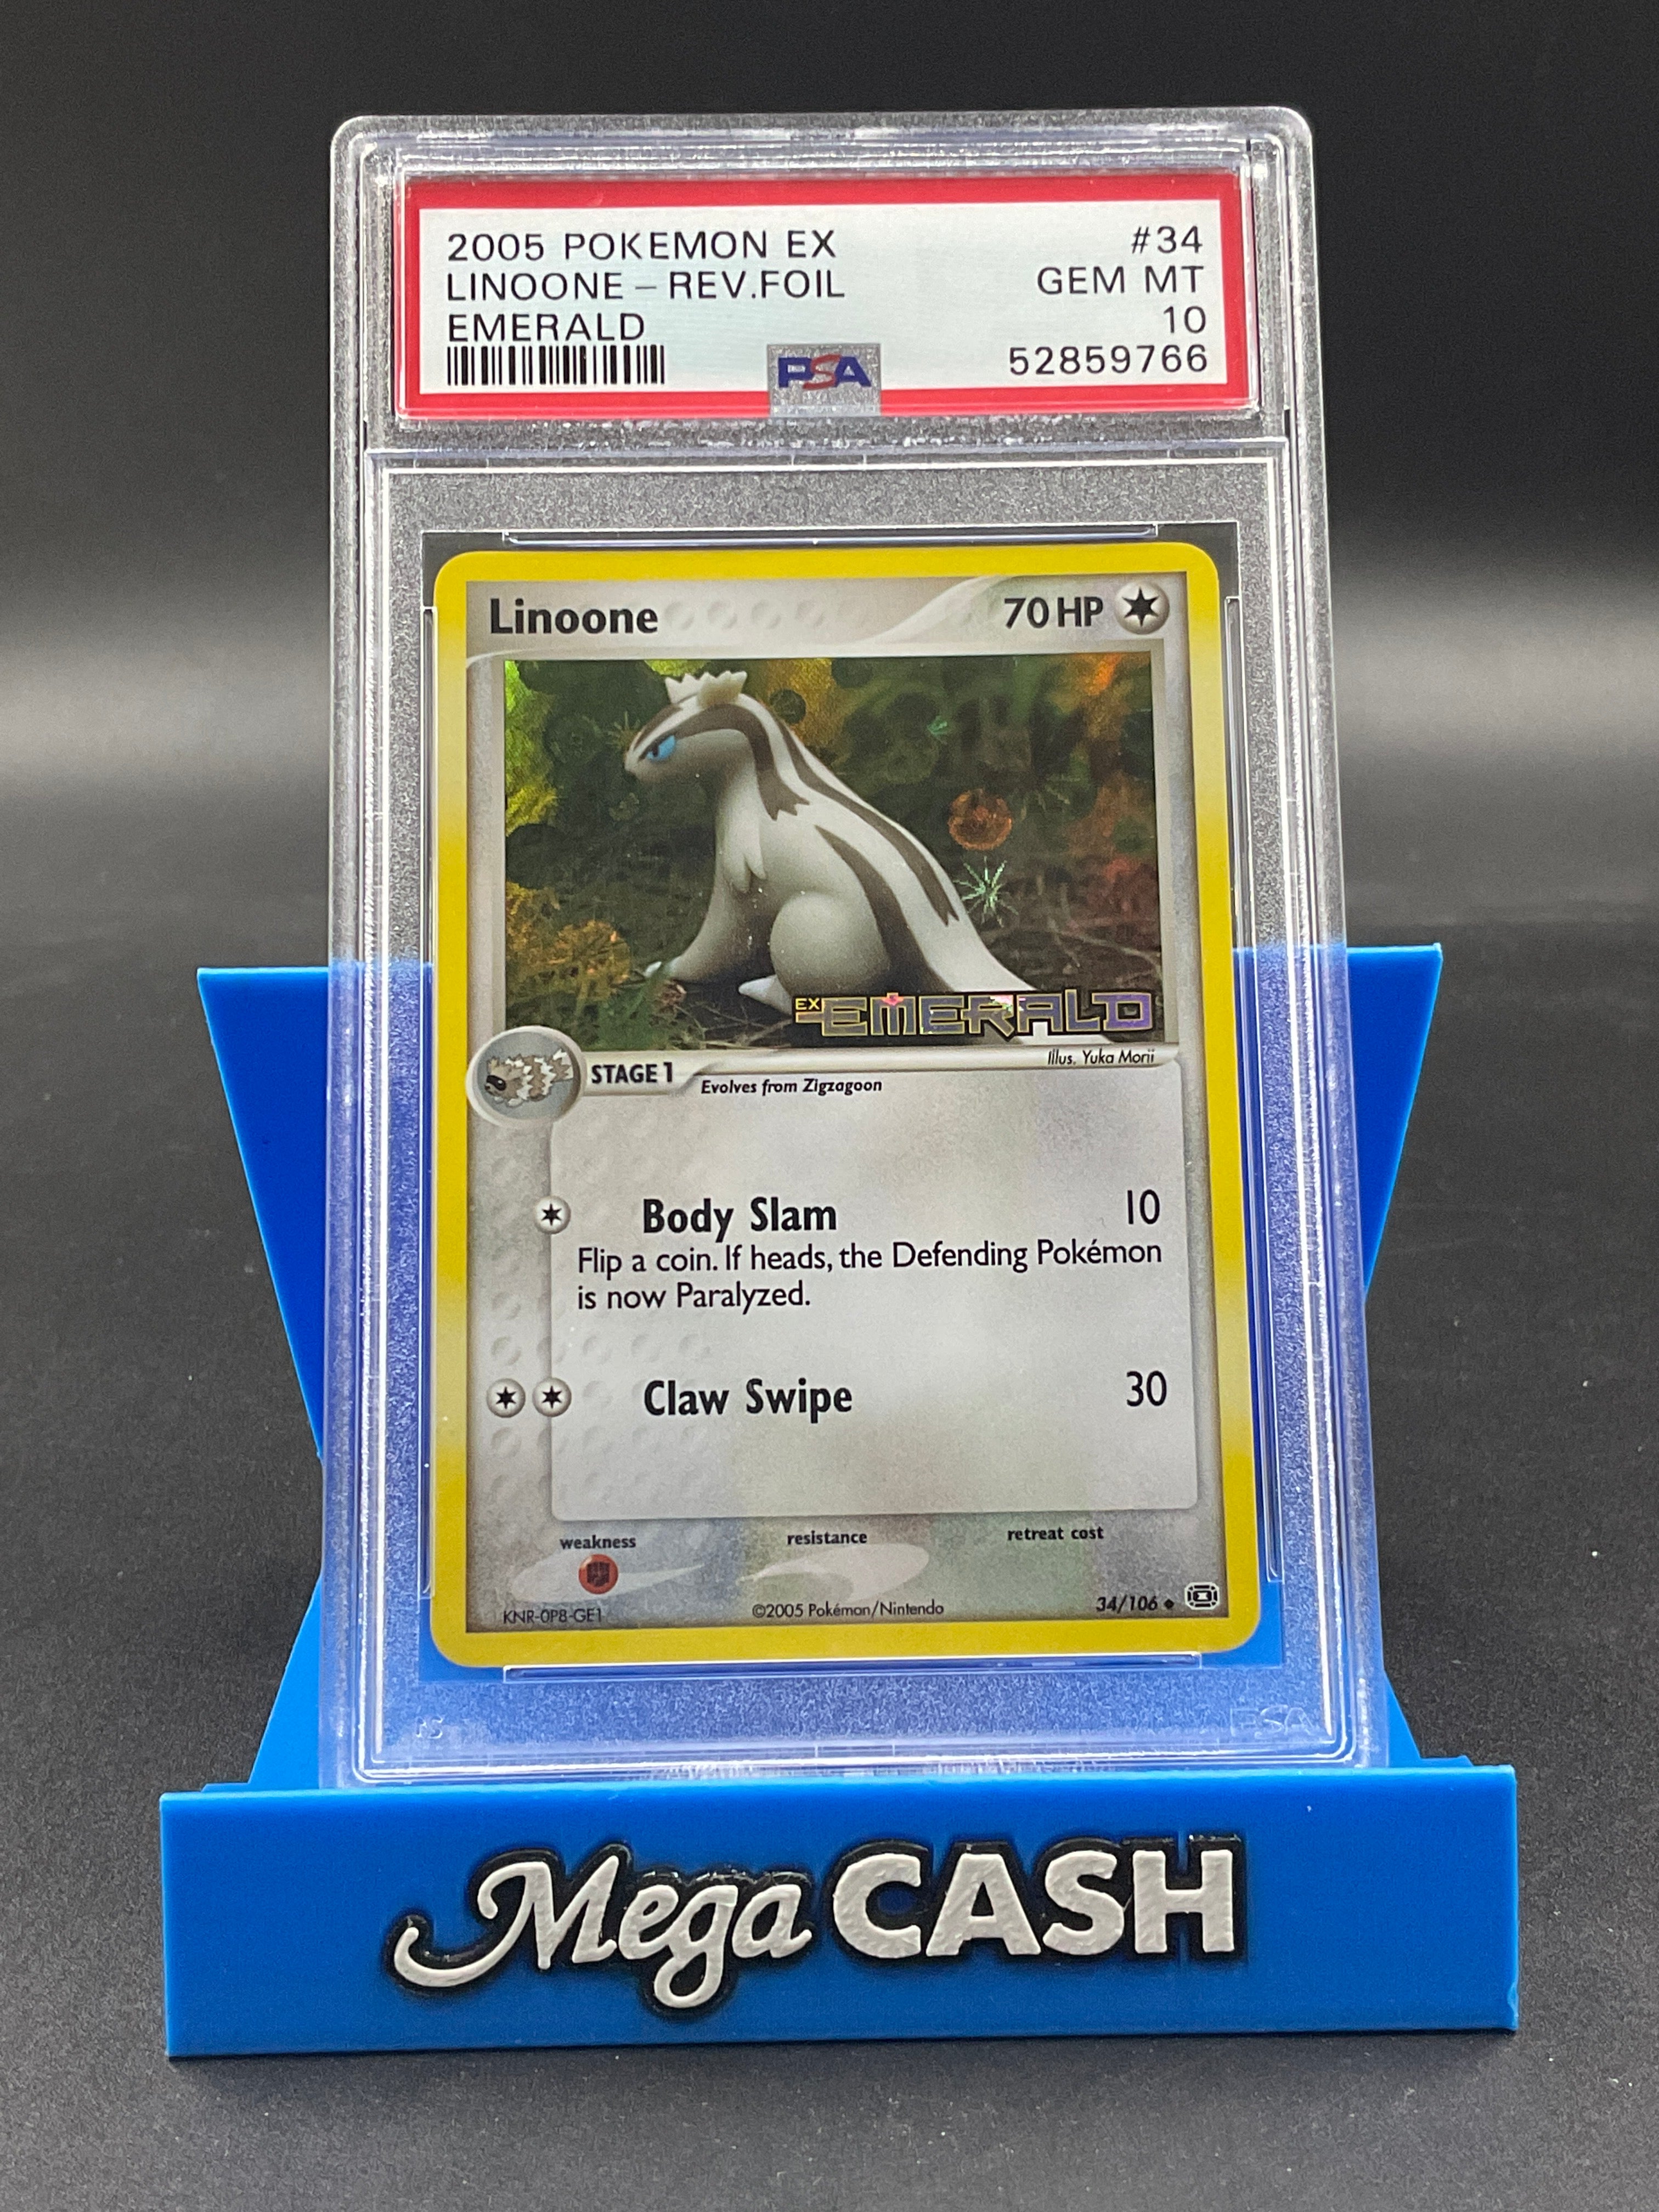 2005 POKEMON EX #34
LINOONE – REV.FOIL GEM MT
EMERALD 10
PSA 52859766
Linoone 70 HP
EX EMERALD
Illus. Yuka Morii
STAGE 1 Evolves from Zigzagoon
Body Slam 10
Flip a coin. If heads, the Defending Pokémon
is now Paralyzed.
Claw Swipe 30
weakness resistance retreat cost
KNR-0P8-GE1 ©2005 Pokémon/Nintendo 34/106
PSA
Mega CASH